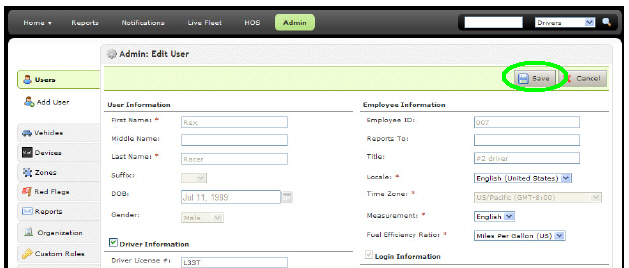 Home Reports Notifications Live Fleet HOS Admin Drivers
Admin: Edit User
Users
Add User
Vehicles
Devices
Zones
Red Flags
Reports
Organization
Custom Roles
Save Cancel
User Information
First Name: * Rex
Middle Name:
Last Name: * Racer
Suffix:
DOB: Jul 11, 1989
Gender: Male
Driver Information
Driver License #: L33T
Employee Information
Employee ID: 007
Reports To:
Title: #2 driver
Locale: * English (United States)
Time Zone: * US/Pacific (GMT-8:00)
Measurement: * English
Fuel Efficiency Ratio: * Miles Per Gallon (US)
Login Information